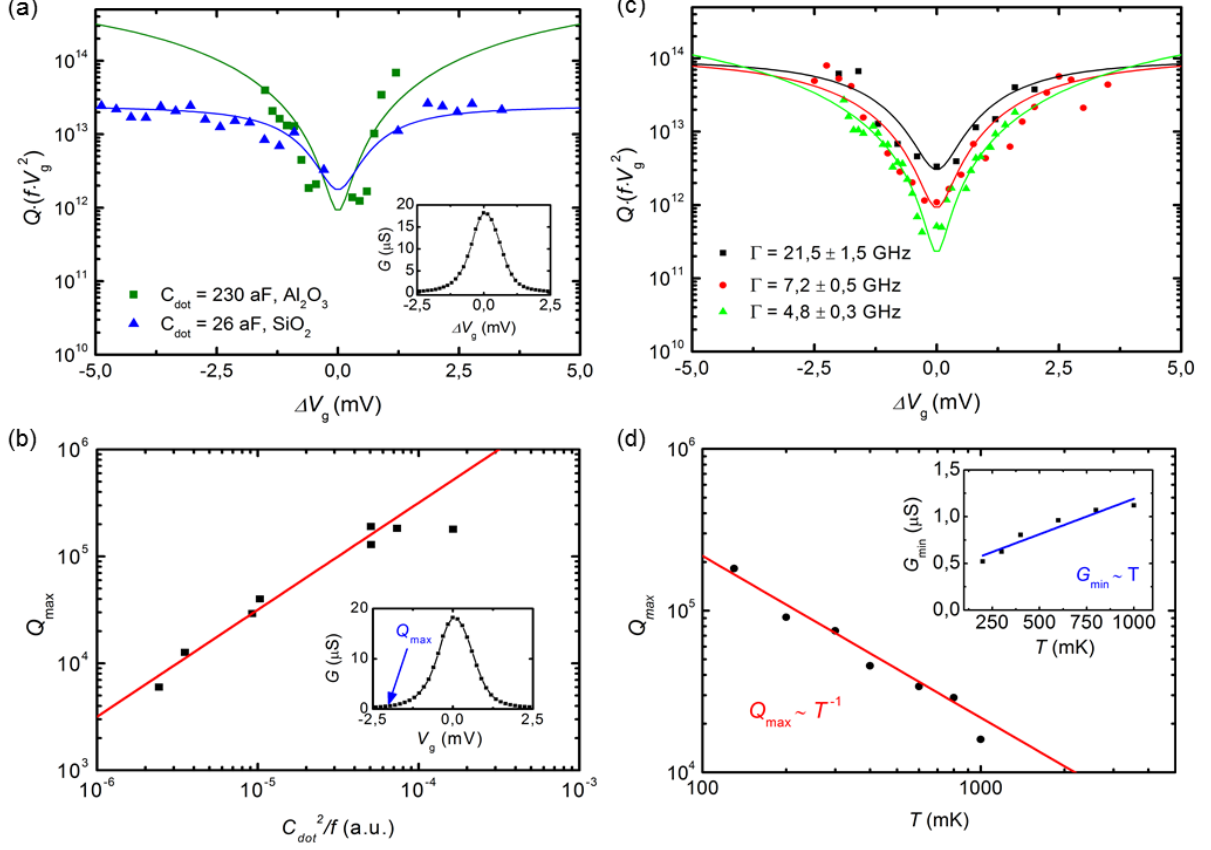 (a)
Q·(f·V_g^2)
10^14
10^13
10^12
10^11
10^10
C_dot = 230 aF, Al_2O_3
C_dot = 26 aF, SiO_2
-5,0 -2,5 0,0 2,5 5,0
ΔV_g (mV)
G (μS)
20
15
10
5
0
-2,5 0,0 2,5
ΔV_g (mV)
(c)
Q·(f·V_g^2)
10^14
10^13
10^12
10^11
10^10
Γ = 21,5 ± 1,5 GHz
Γ = 7,2 ± 0,5 GHz
Γ = 4,8 ± 0,3 GHz
-5,0 -2,5 0,0 2,5 5,0
ΔV_g (mV)
(b)
Q_max
10^6
10^5
10^4
10^3
10^-6 10^-5 10^-4 10^-3
C_dot^2/f (a.u.)
G (μS)
20
10
0
Q_max
-2,5 0,0 2,5
V_g (mV)
(d)
Q_max
10^6
10^5
10^4
Q_max ~ T^-1
100 1000
T (mK)
G_min (μS)
1,5
1,0
0,5
0,0
G_min ~ T
250 500 750 1000
T (mK)